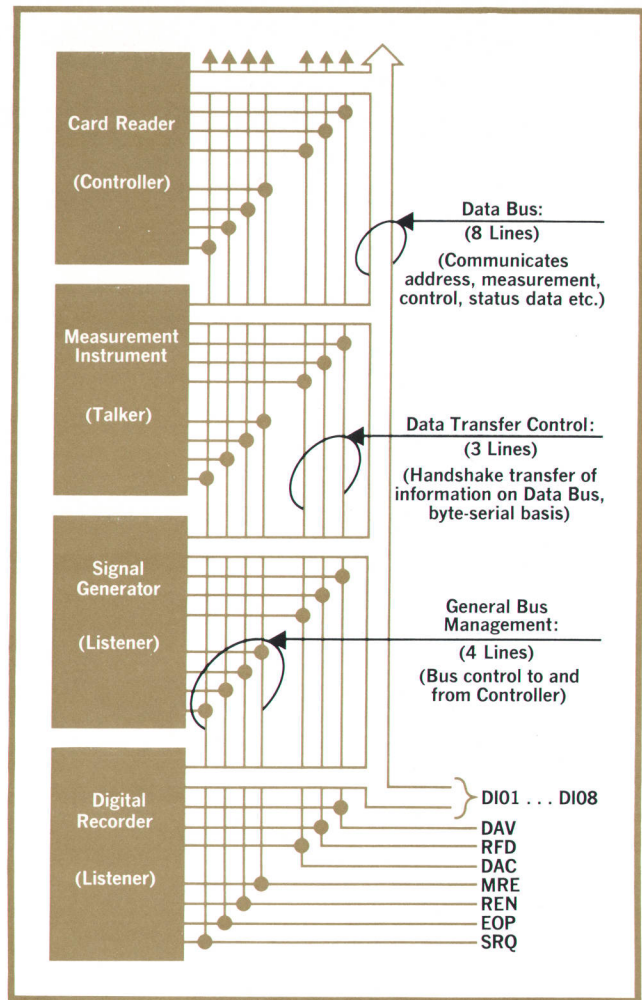 Card Reader
(Controller)
Data Bus:
(8 Lines)
(Communicates
address, measurement,
control, status data etc.)
Measurement
Instrument
(Talker)
Data Transfer Control:
(3 Lines)
(Handshake transfer of
information on Data Bus,
byte-serial basis)
Signal
Generator
(Listener)
General Bus
Management:
(4 Lines)
(Bus control to and
from Controller)
Digital
Recorder
(Listener)
DI01 . . . DI08
DAV
RFD
DAC
MRE
REN
EOP
SRQ